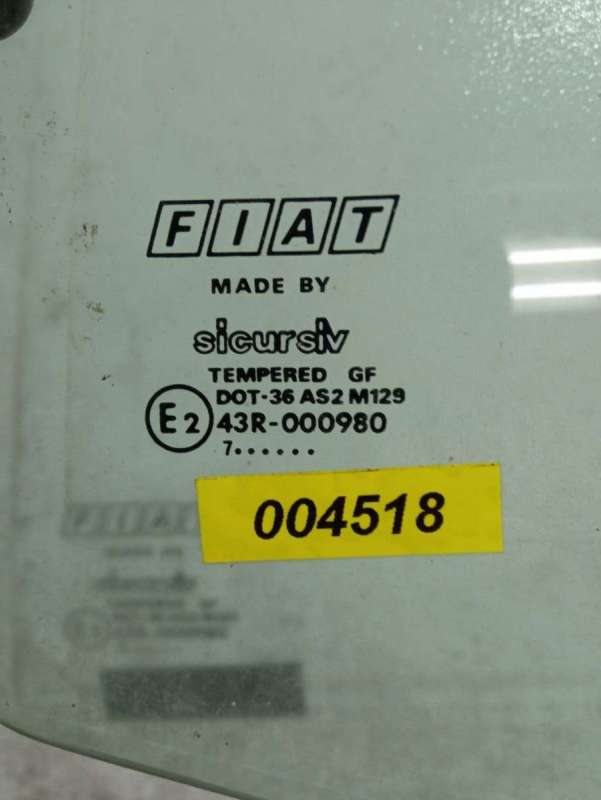 FIAT
MADE BY
sicursiv
TEMPERED GF
DOT-36 AS2 M129
E2 43R-000980
7......
004518